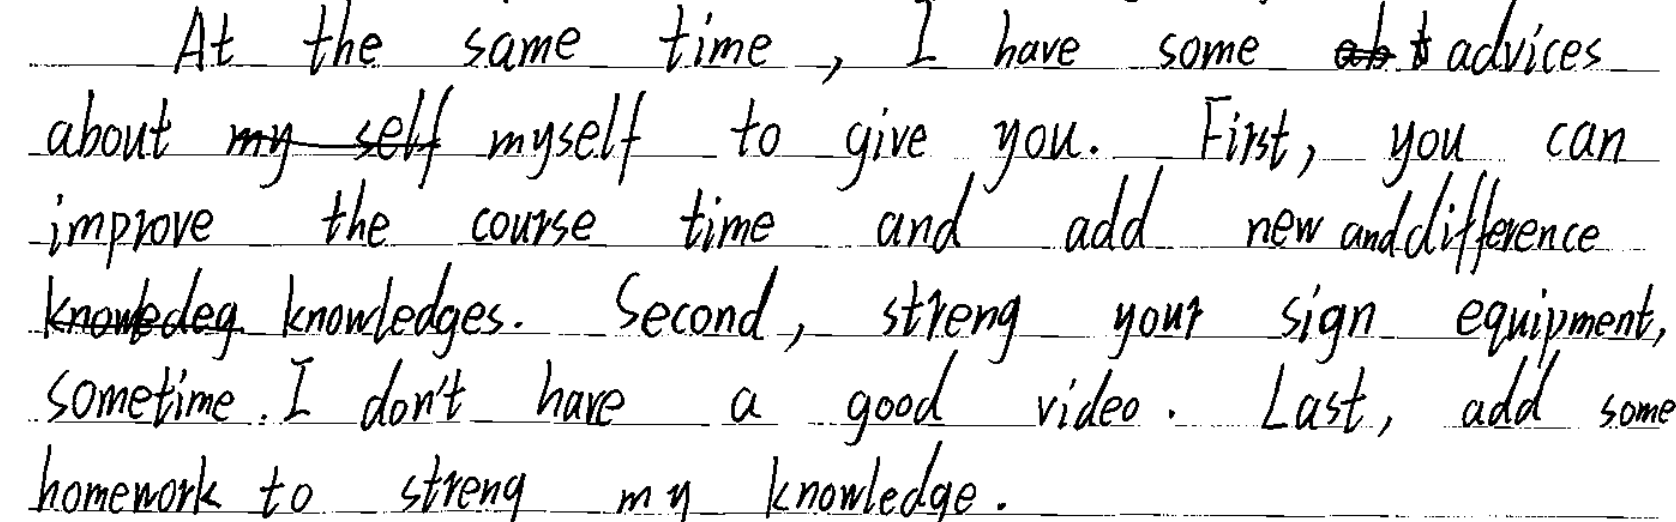 At the same time, I have some advices
about myself to give you. First, you can
improve the course time and add new and difference
knowledges. Second, streng your sign equipment,
sometime. I don't have a good video. Last, add some
homework to streng my knowledge.